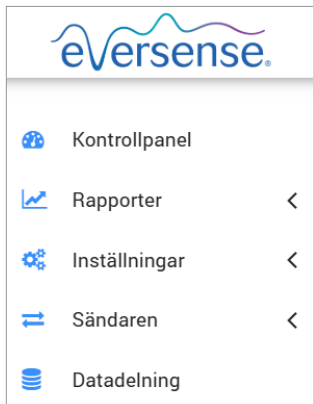 eversense.
Kontrollpanel
Rapporter
Inställningar
Sändaren
Datadelning